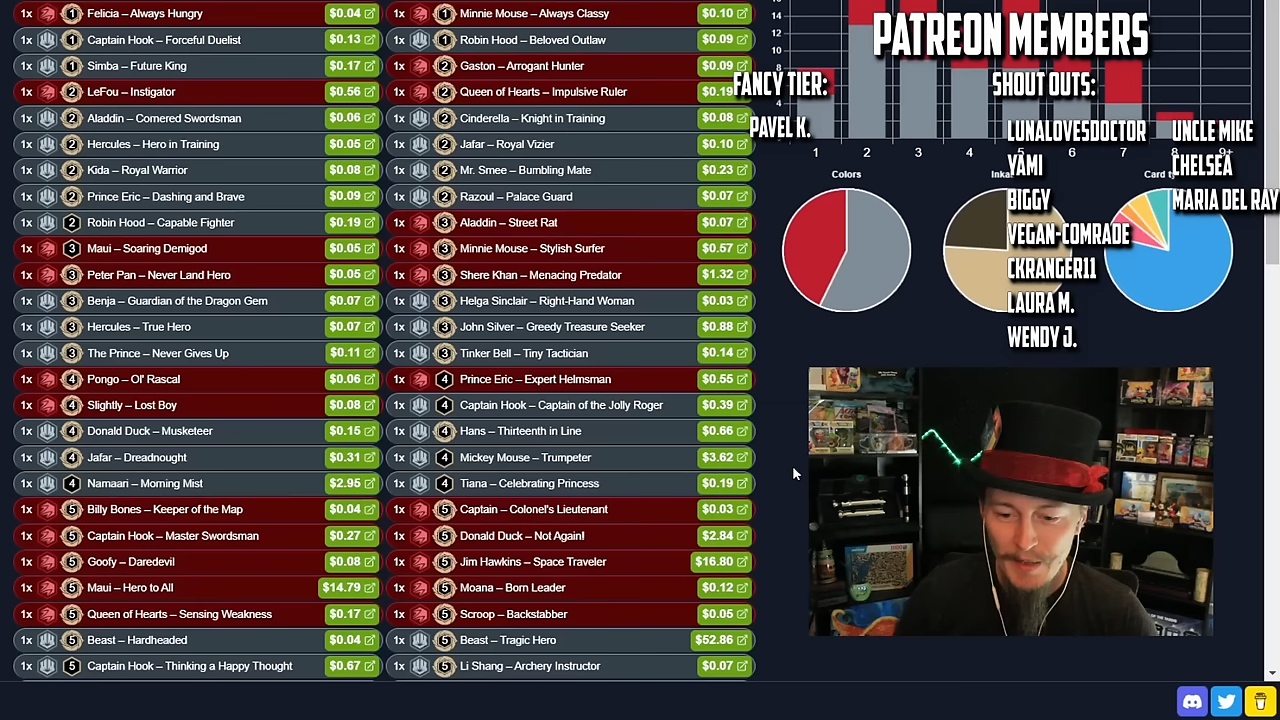 1x 1 Felicia – Always Hungry $0.04
1x 1 Captain Hook – Forceful Duelist $0.13
1x 1 Simba – Future King $0.17
1x 2 LeFou – Instigator $0.56
1x 2 Aladdin – Cornered Swordsman $0.06
1x 2 Hercules – Hero in Training $0.05
1x 2 Kida – Royal Warrior $0.08
1x 2 Prince Eric – Dashing and Brave $0.09
1x 2 Robin Hood – Capable Fighter $0.19
1x 3 Maui – Soaring Demigod $0.05
1x 3 Peter Pan – Never Land Hero $0.05
1x 3 Benja – Guardian of the Dragon Gem $0.07
1x 3 Hercules – True Hero $0.07
1x 3 The Prince – Never Gives Up $0.11
1x 4 Pongo – Ol' Rascal $0.06
1x 4 Slightly – Lost Boy $0.08
1x 4 Donald Duck – Musketeer $0.15
1x 4 Jafar – Dreadnought $0.31
1x 4 Namaari – Morning Mist $2.95
1x 5 Billy Bones – Keeper of the Map $0.04
1x 5 Captain Hook – Master Swordsman $0.27
1x 5 Goofy – Daredevil $0.08
1x 5 Maui – Hero to All $14.79
1x 5 Queen of Hearts – Sensing Weakness $0.17
1x 5 Beast – Hardheaded $0.04
1x 5 Captain Hook – Thinking a Happy Thought $0.67
1x 1 Minnie Mouse – Always Classy $0.10
1x 1 Robin Hood – Beloved Outlaw $0.09
1x 2 Gaston – Arrogant Hunter $0.09
1x 2 Queen of Hearts – Impulsive Ruler $0.19
1x 2 Cinderella – Knight in Training $0.08
1x 2 Jafar – Royal Vizier $0.10
1x 2 Mr. Smee – Bumbling Mate $0.23
1x 2 Razoul – Palace Guard $0.07
1x 3 Aladdin – Street Rat $0.07
1x 3 Minnie Mouse – Stylish Surfer $0.57
1x 3 Shere Khan – Menacing Predator $1.32
1x 3 Helga Sinclair – Right-Hand Woman $0.03
1x 3 John Silver – Greedy Treasure Seeker $0.88
1x 3 Tinker Bell – Tiny Tactician $0.14
1x 4 Prince Eric – Expert Helmsman $0.55
1x 4 Captain Hook – Captain of the Jolly Roger $0.39
1x 4 Hans – Thirteenth in Line $0.66
1x 4 Mickey Mouse – Trumpeter $3.62
1x 4 Tiana – Celebrating Princess $0.19
1x 5 Captain – Colonel's Lieutenant $0.03
1x 5 Donald Duck – Not Again! $2.84
1x 5 Jim Hawkins – Space Traveler $16.80
1x 5 Moana – Born Leader $0.12
1x 5 Scroop – Backstabber $0.05
1x 5 Beast – Tragic Hero $52.86
1x 5 Li Shang – Archery Instructor $0.07
PATREON MEMBERS
FANCY TIER:
PAVEL K.
SHOUT OUTS:
LUNALOVESDOCTOR
YAMI
BIGGY
VEGAN-COMRADE
CKRANGER11
LAURA M.
WENDY J.
UNCLE MIKE
CHELSEA
MARIA DEL RAY
14
12
10
8
4
1 2 3 4 5 6 7 8 9+
Colors